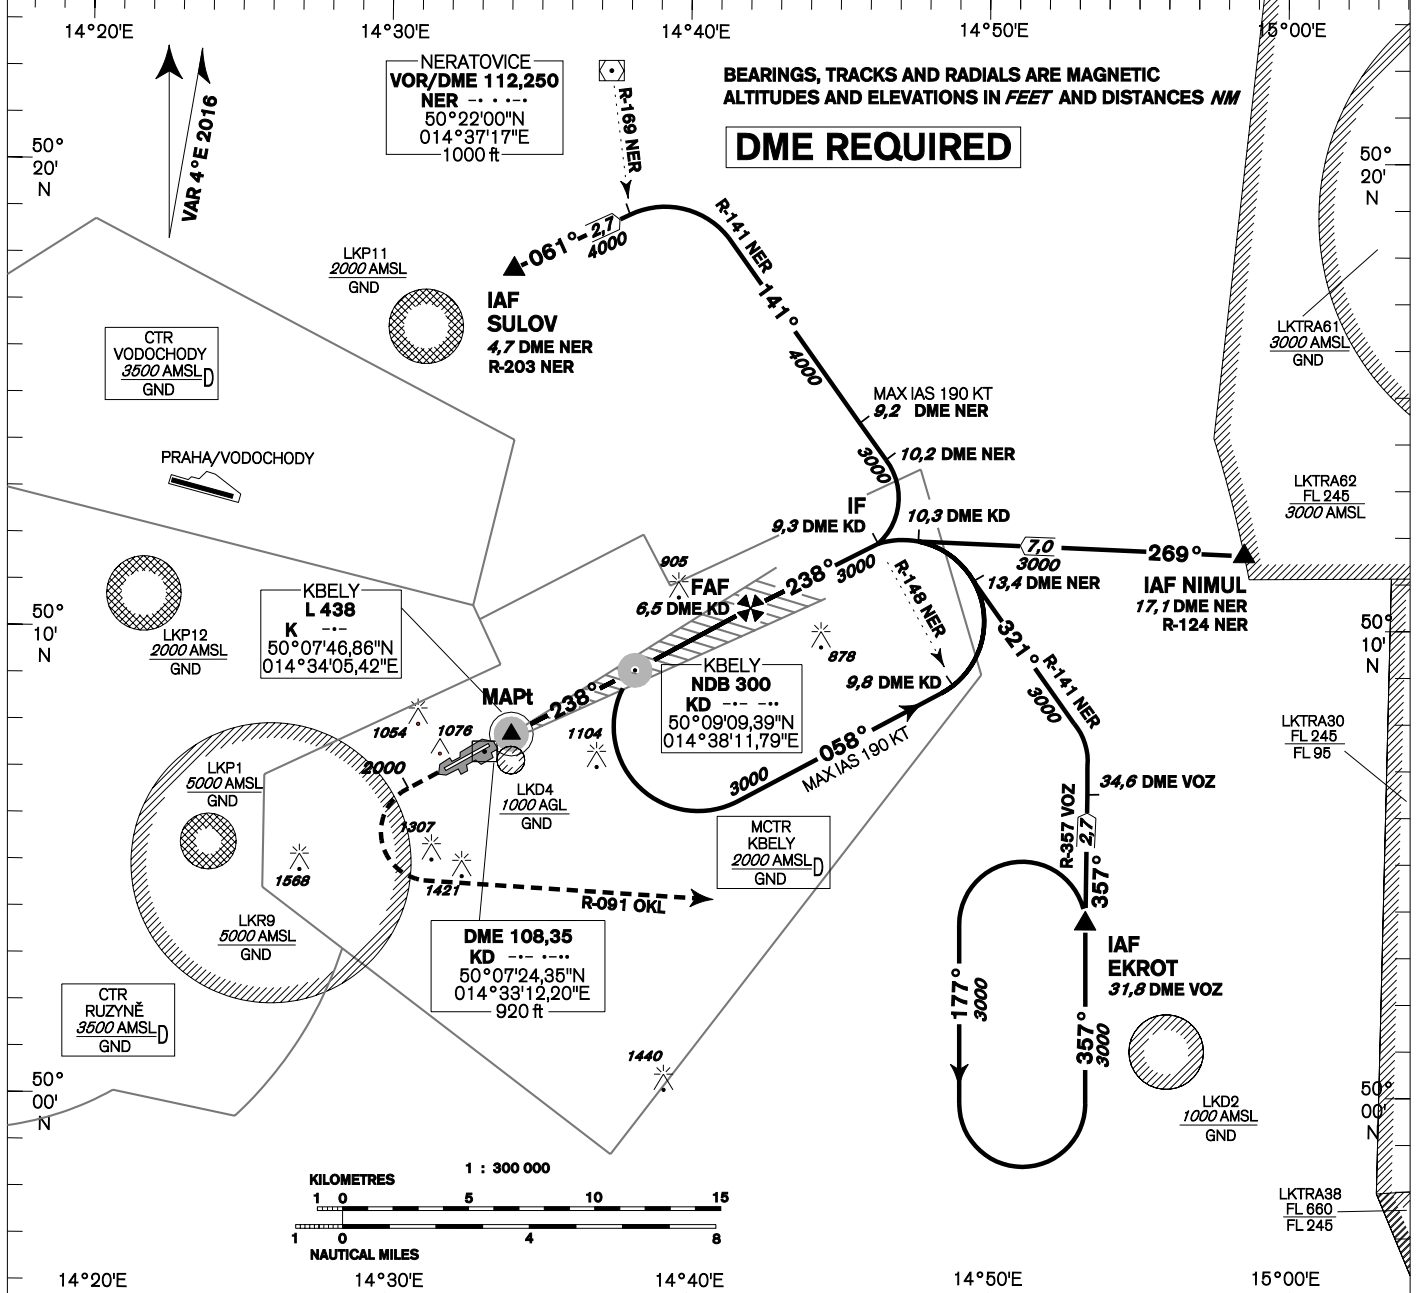 14°20'E
14°30'E
14°40'E
14°50'E
15°00'E
VAR 4°E 2016
NERATOVICE
VOR/DME 112,250
NER –· · ·–·
50°22'00"N
014°37'17"E
1000 ft
R-169 NER
BEARINGS, TRACKS AND RADIALS ARE MAGNETIC
ALTITUDES AND ELEVATIONS IN FEET AND DISTANCES NM
DME REQUIRED
50°
20'
N
50°
20'
N
LKP11
2000 AMSL
GND
061°
2,7
4000
IAF
SULOV
4,7 DME NER
R-203 NER
R-141 NER
141°
4000
MAX IAS 190 KT
9,2 DME NER
10,2 DME NER
3000
CTR
VODOCHODY
3500 AMSL D
GND
PRAHA/VODOCHODY
LKTRA61
3000 AMSL
GND
LKTRA62
FL 245
3000 AMSL
IF
9,3 DME KD
10,3 DME KD
7,0
3000
269°
IAF NIMUL
17,1 DME NER
R-124 NER
13,4 DME NER
238°
3000
R-148 NER
905
FAF
6,5 DME KD
878
9,8 DME KD
321°
R-141 NER
3000
KBELY
L 438
K –·–
50°07'46,86"N
014°34'05,42"E
LKP12
2000 AMSL
GND
50°
10'
N
50°
10'
N
KBELY
NDB 300
KD –·– –··
50°09'09,39"N
014°38'11,79"E
MAPt
238°
1054
1076
1104
2000
058°
3000
MAX IAS 190 KT
LKP1
5000 AMSL
GND
LKD4
1000 AGL
GND
1307
1421
1568
R-091 OKL
MCTR
KBELY
2000 AMSL D
GND
LKTRA30
FL 245
FL 95
34,6 DME VOZ
R-357 VOZ
2,7
357°
IAF
EKROT
31,8 DME VOZ
177°
3000
357°
3000
LKR9
5000 AMSL
GND
DME 108,35
KD –·– ·–··
50°07'24,35"N
014°33'12,20"E
920 ft
CTR
RUZYNĚ
3500 AMSL D
GND
1440
LKD2
1000 AMSL
GND
50°
00'
N
50°
00'
N
1 : 300 000
KILOMETRES
1 0 5 10 15
1 0 4 8
NAUTICAL MILES
LKTRA38
FL 660
FL 245
14°20'E
14°30'E
14°40'E
14°50'E
15°00'E